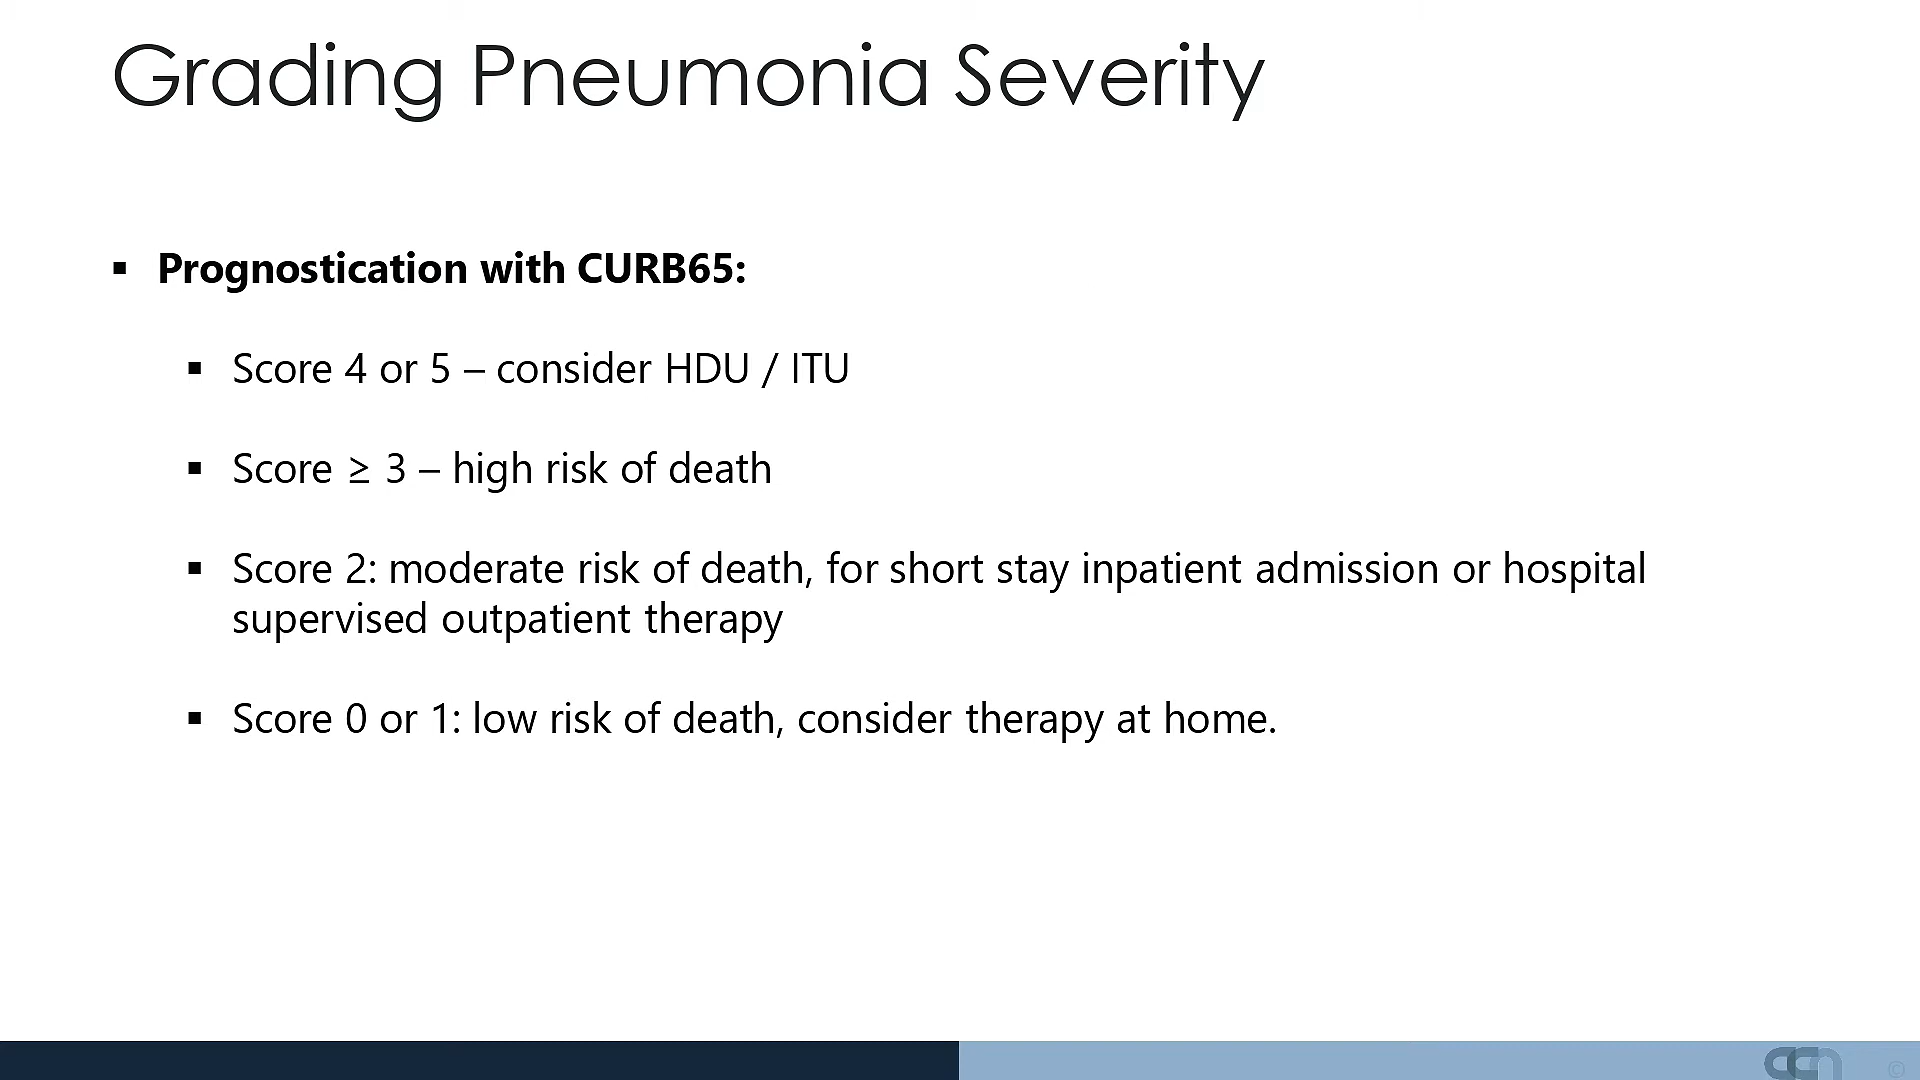 Grading Pneumonia Severity
▪ Prognostication with CURB65:
▪ Score 4 or 5 – consider HDU / ITU
▪ Score ≥ 3 – high risk of death
▪ Score 2: moderate risk of death, for short stay inpatient admission or hospital
supervised outpatient therapy
▪ Score 0 or 1: low risk of death, consider therapy at home.
©